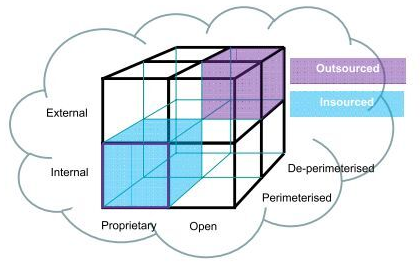 Outsourced
Insourced
External
Internal
De-perimeterised
Perimeterised
Proprietary
Open